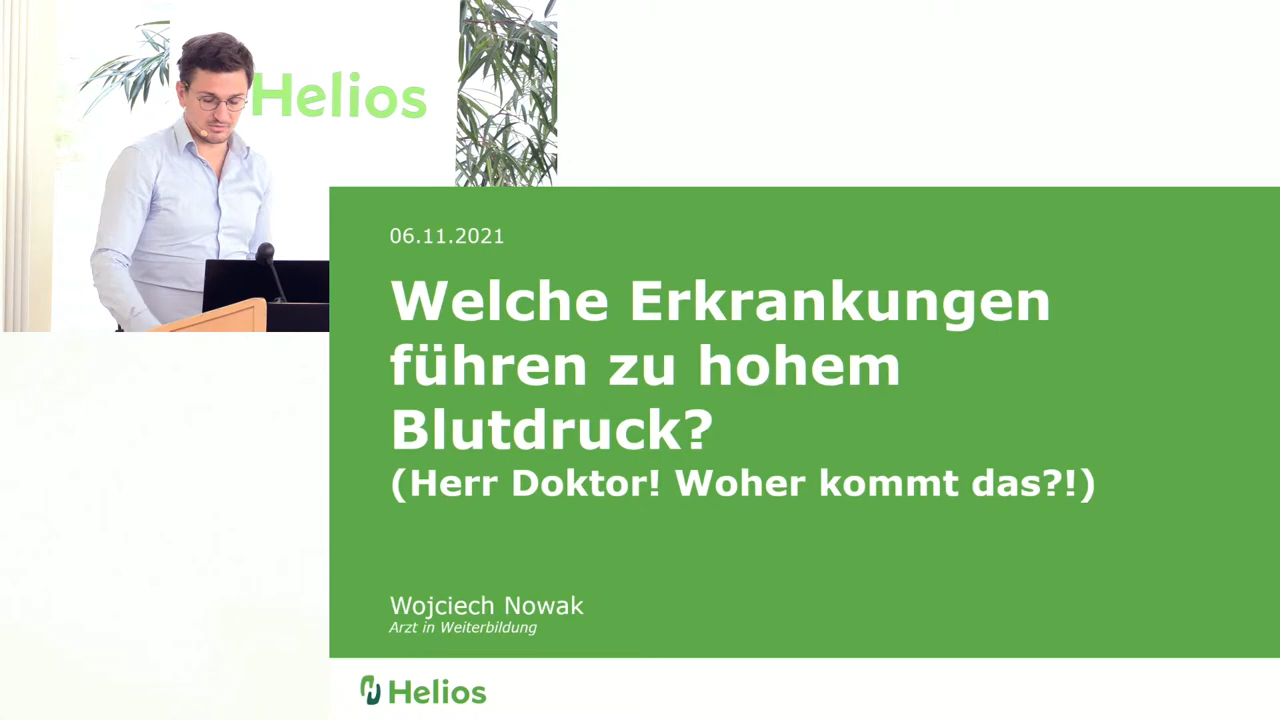 Helios
06.11.2021
Welche Erkrankungen
führen zu hohem
Blutdruck?
(Herr Doktor! Woher kommt das?!)
Wojciech Nowak
Arzt in Weiterbildung
Helios